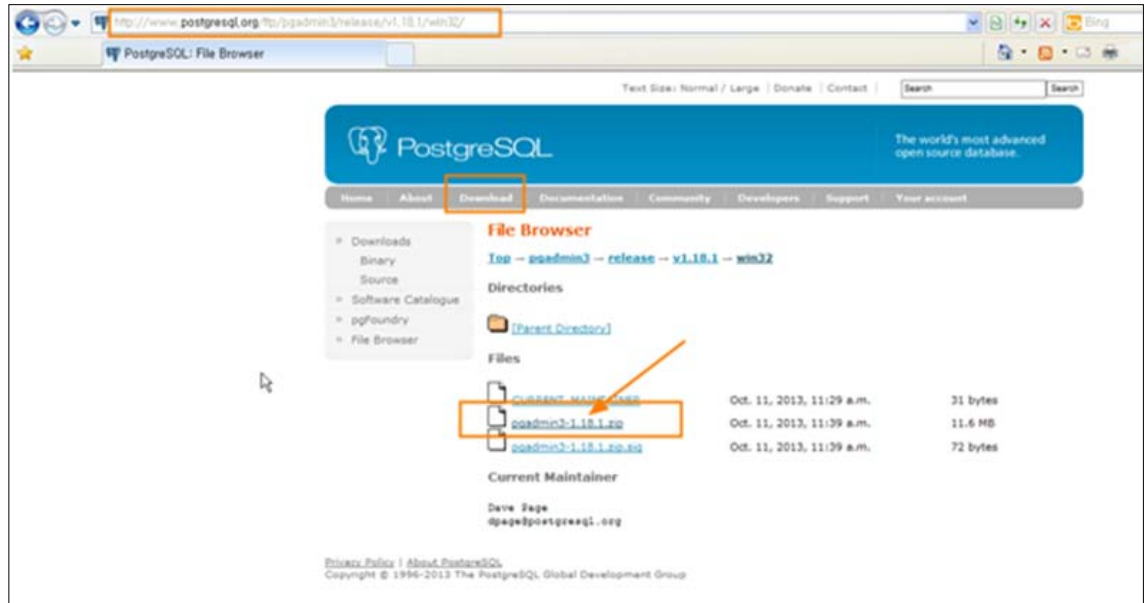 http://www.postgresql.org/ftp/pgadmin3/release/v1.18.1/win32/
Bing
PostgreSQL: File Browser
Text Size: Normal / Large | Donate | Contact |
Search
Search
PostgreSQL
The world's most advanced
open source database.
Home
About
Download
Documentation
Community
Developers
Support
Your account
Downloads
Binary
Source
Software Catalogue
pgFoundry
File Browser
File Browser
Top → pgadmin3 → release → v1.18.1 → win32
Directories
[Parent Directory]
Files
CURRENT_MAINTAINER Oct. 11, 2013, 11:29 a.m. 31 bytes
pgadmin3-1.18.1.zip Oct. 11, 2013, 11:39 a.m. 11.6 MB
pgadmin3-1.18.1.zip.sig Oct. 11, 2013, 11:39 a.m. 72 bytes
Current Maintainer
Dave Page
dpage@postgresql.org
Privacy Policy | About PostgreSQL
Copyright © 1996-2013 The PostgreSQL Global Development Group